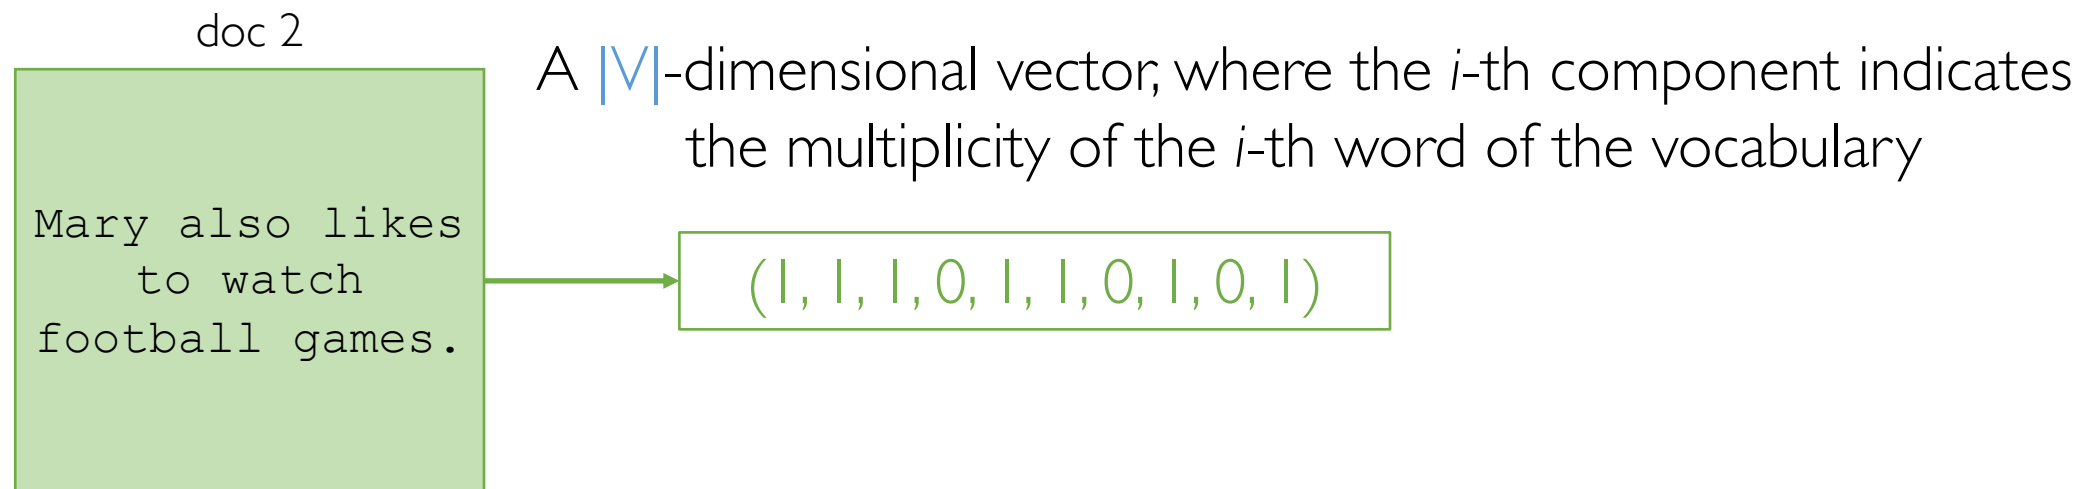 doc 2
A |V|-dimensional vector, where the i-th component indicates
the multiplicity of the i-th word of the vocabulary
Mary also likes
to watch
football games.
(1, 1, 1, 0, 1, 1, 0, 1, 0, 1)